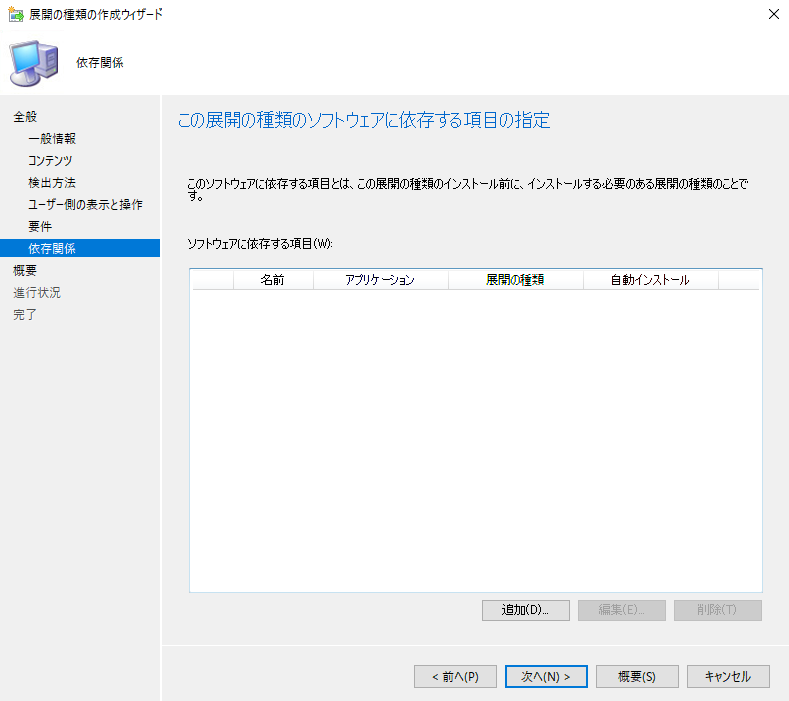 展開の種類の作成ウィザード
依存関係
全般
一般情報
コンテンツ
検出方法
ユーザー側の表示と操作
要件
依存関係
概要
進行状況
完了
この展開の種類のソフトウェアに依存する項目の指定
このソフトウェアに依存する項目とは、この展開の種類のインストール前に、インストールする必要のある展開の種類のことで
す。
ソフトウェアに依存する項目(W):
名前 アプリケーション 展開の種類 自動インストール
追加(D)... 編集(E)... 削除(T)
< 前へ(P) 次へ(N) > 概要(S) キャンセル